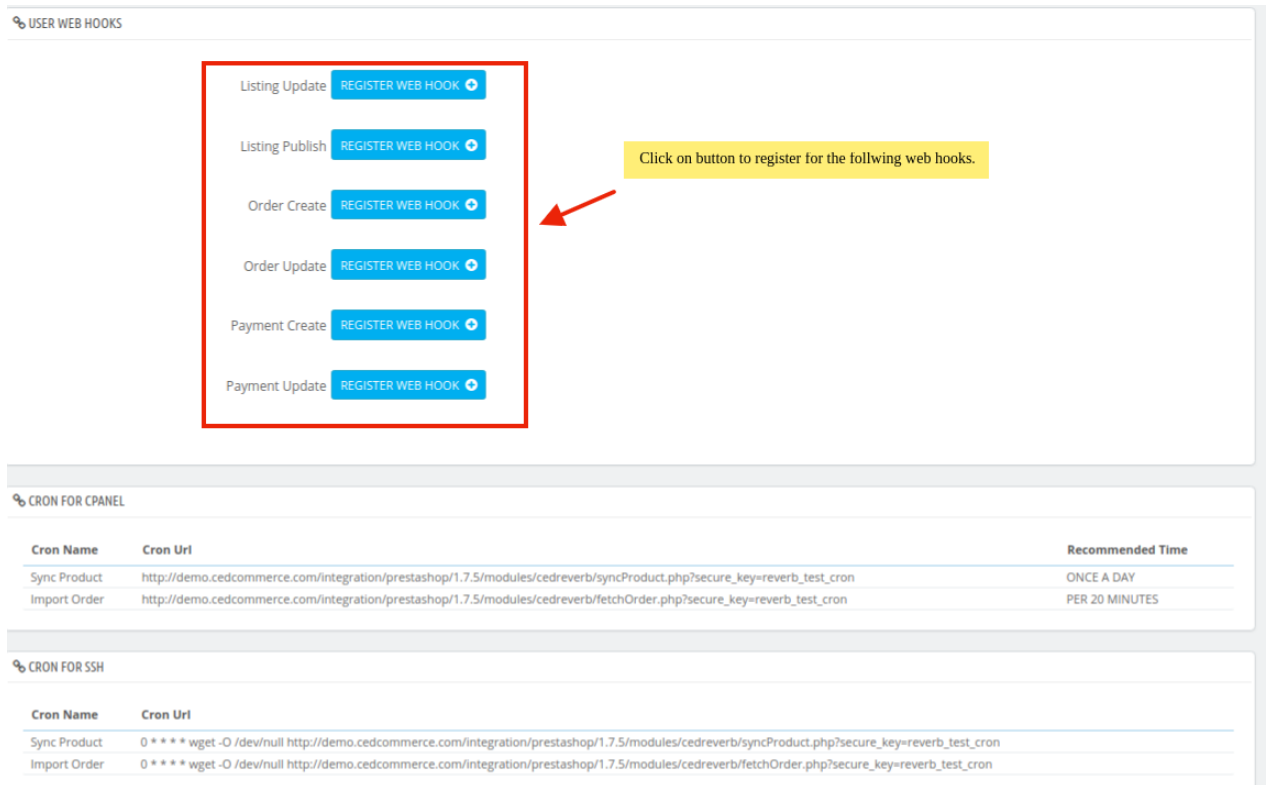 USER WEB HOOKS
Listing Update REGISTER WEB HOOK
Listing Publish REGISTER WEB HOOK
Click on button to register for the follwing web hooks.
Order Create REGISTER WEB HOOK
Order Update REGISTER WEB HOOK
Payment Create REGISTER WEB HOOK
Payment Update REGISTER WEB HOOK
CRON FOR CPANEL
Cron Name Cron Url Recommended Time
Sync Product http://demo.cedcommerce.com/integration/prestashop/1.7.5/modules/cedreverb/syncProduct.php?secure_key=reverb_test_cron ONCE A DAY
Import Order http://demo.cedcommerce.com/integration/prestashop/1.7.5/modules/cedreverb/fetchOrder.php?secure_key=reverb_test_cron PER 20 MINUTES
CRON FOR SSH
Cron Name Cron Url
Sync Product 0 * * * * wget -O /dev/null http://demo.cedcommerce.com/integration/prestashop/1.7.5/modules/cedreverb/syncProduct.php?secure_key=reverb_test_cron
Import Order 0 * * * * wget -O /dev/null http://demo.cedcommerce.com/integration/prestashop/1.7.5/modules/cedreverb/fetchOrder.php?secure_key=reverb_test_cron